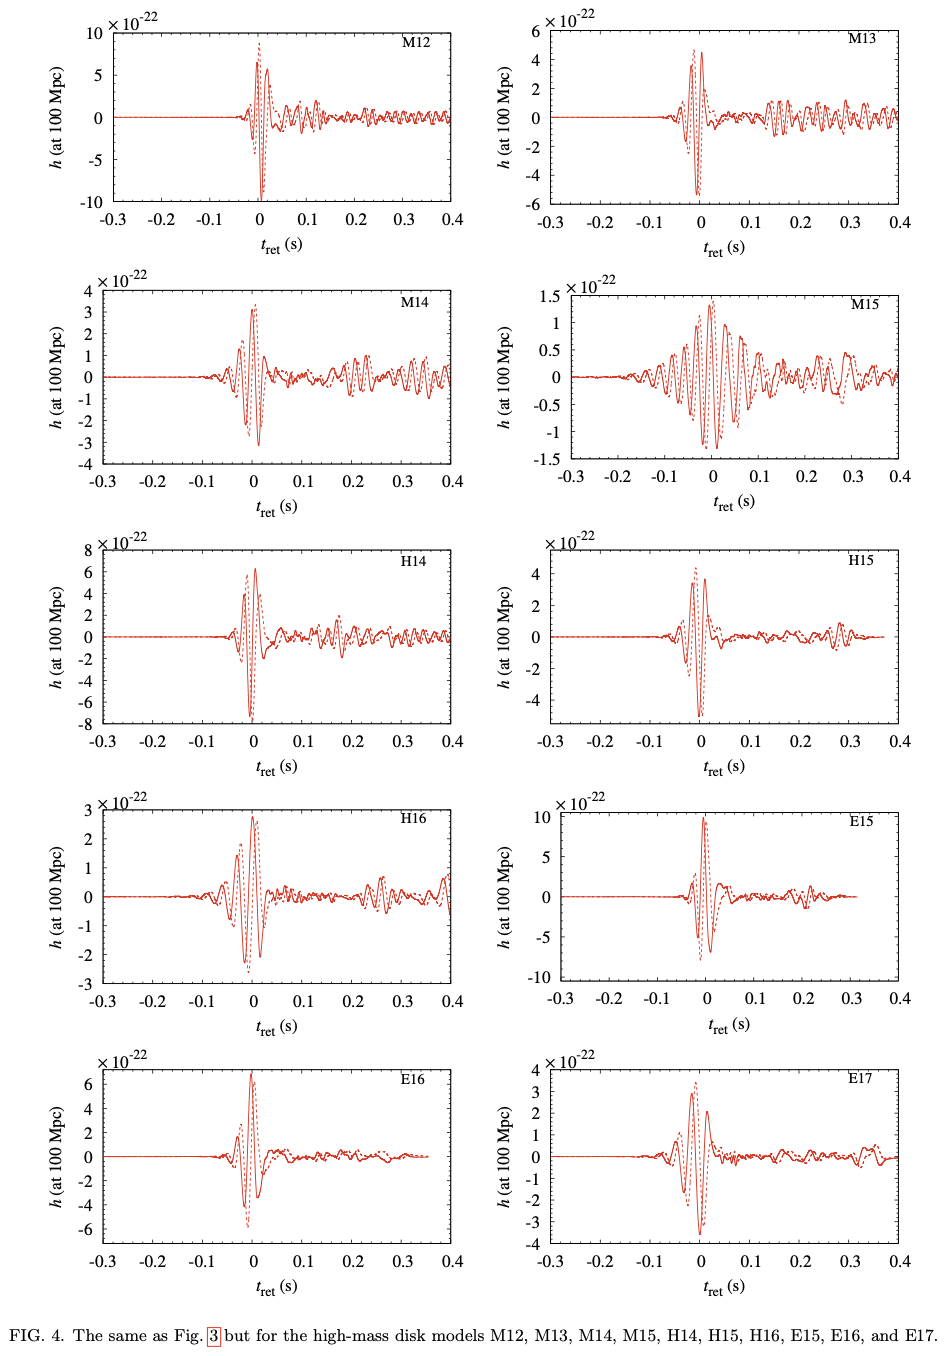 ×10-22
M12
10
5
0
-5
-10
h (at 100 Mpc)
-0.3 -0.2 -0.1 0 0.1 0.2 0.3 0.4
tret (s)
×10-22
M13
6
4
2
0
-2
-4
-6
h (at 100 Mpc)
-0.3 -0.2 -0.1 0 0.1 0.2 0.3 0.4
tret (s)
×10-22
M14
4
3
2
1
0
-1
-2
-3
-4
h (at 100 Mpc)
-0.3 -0.2 -0.1 0 0.1 0.2 0.3 0.4
tret (s)
×10-22
M15
1.5
1
0.5
0
-0.5
-1
-1.5
h (at 100 Mpc)
-0.3 -0.2 -0.1 0 0.1 0.2 0.3 0.4
tret (s)
×10-22
H14
8
6
4
2
0
-2
-4
-6
-8
h (at 100 Mpc)
-0.3 -0.2 -0.1 0 0.1 0.2 0.3 0.4
tret (s)
×10-22
H15
4
2
0
-2
-4
h (at 100 Mpc)
-0.3 -0.2 -0.1 0 0.1 0.2 0.3 0.4
tret (s)
×10-22
H16
3
2
1
0
-1
-2
-3
h (at 100 Mpc)
-0.3 -0.2 -0.1 0 0.1 0.2 0.3 0.4
tret (s)
×10-22
E15
10
5
0
-5
-10
h (at 100 Mpc)
-0.3 -0.2 -0.1 0 0.1 0.2 0.3 0.4
tret (s)
×10-22
E16
6
4
2
0
-2
-4
-6
h (at 100 Mpc)
-0.3 -0.2 -0.1 0 0.1 0.2 0.3 0.4
tret (s)
×10-22
E17
4
3
2
1
0
-1
-2
-3
-4
h (at 100 Mpc)
-0.3 -0.2 -0.1 0 0.1 0.2 0.3 0.4
tret (s)
FIG. 4. The same as Fig. 3 but for the high-mass disk models M12, M13, M14, M15, H14, H15, H16, E15, E16, and E17.